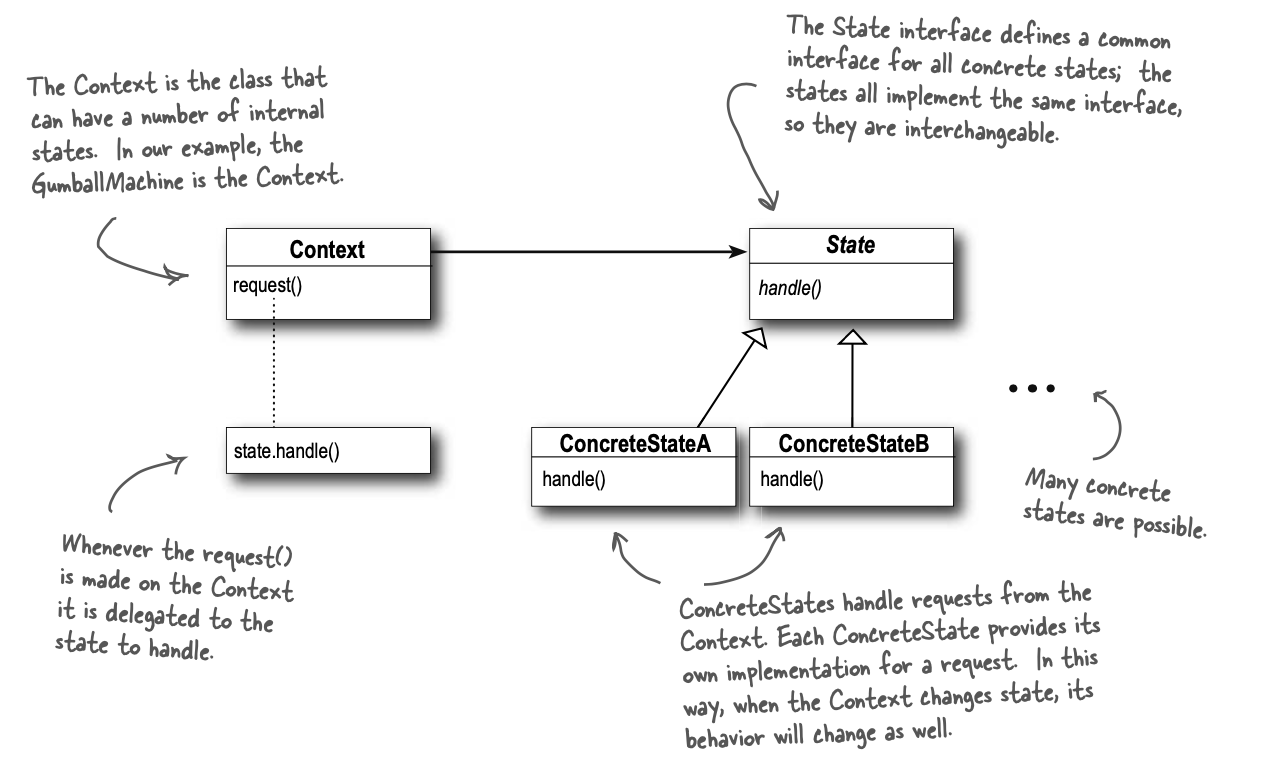 The State interface defines a common
interface for all concrete states; the
states all implement the same interface,
so they are interchangeable.
The Context is the class that
can have a number of internal
states. In our example, the
GumballMachine is the Context.
Context
request()
State
handle()
state.handle()
ConcreteStateA
handle()
ConcreteStateB
handle()
...
Many concrete
states are possible.
Whenever the request()
is made on the Context
it is delegated to the
state to handle.
ConcreteStates handle requests from the
Context. Each ConcreteState provides its
own implementation for a request. In this
way, when the Context changes state, its
behavior will change as well.